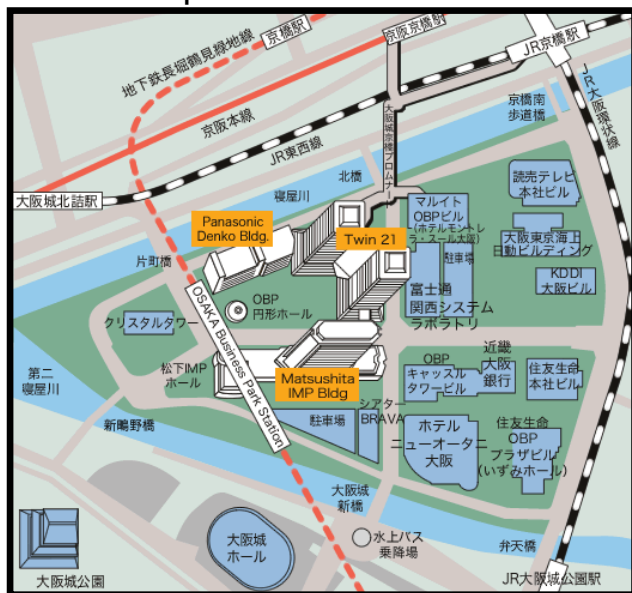 京橋駅
京阪京橋駅
JR京橋駅
地下鉄長堀鶴見緑地線
京阪本線
JR東西線
大阪城北詰駅
JR大阪環状線
京橋南
歩道橋
北橋
寝屋川
片町橋
Panasonic
Denko Bldg.
Twin 21
マルイト
OBPビル
(ホテルモントレ
ラ・スール大阪)
駐車場
読売テレビ
本社ビル
大阪東京海上
日動ビルディング
KDDI
大阪ビル
富士通
関西システム
ラボラトリ
OBP
円形ホール
クリスタルタワー
OSAKA Business Park Station
松下IMP
ホール
Matsushita
IMP Bldg
第二
寝屋川
新鴫野橋
駐車場
シアター
BRAVA
OBP
キャッスル
タワービル
近畿
大阪
銀行
住友生命
本社ビル
ホテル
ニューオータニ
大阪
住友生命
OBP
プラザビル
(いずみホール)
大阪城
新橋
水上バス
乗降場
弁天橋
大阪城
ホール
大阪城公園
JR大阪城公園駅